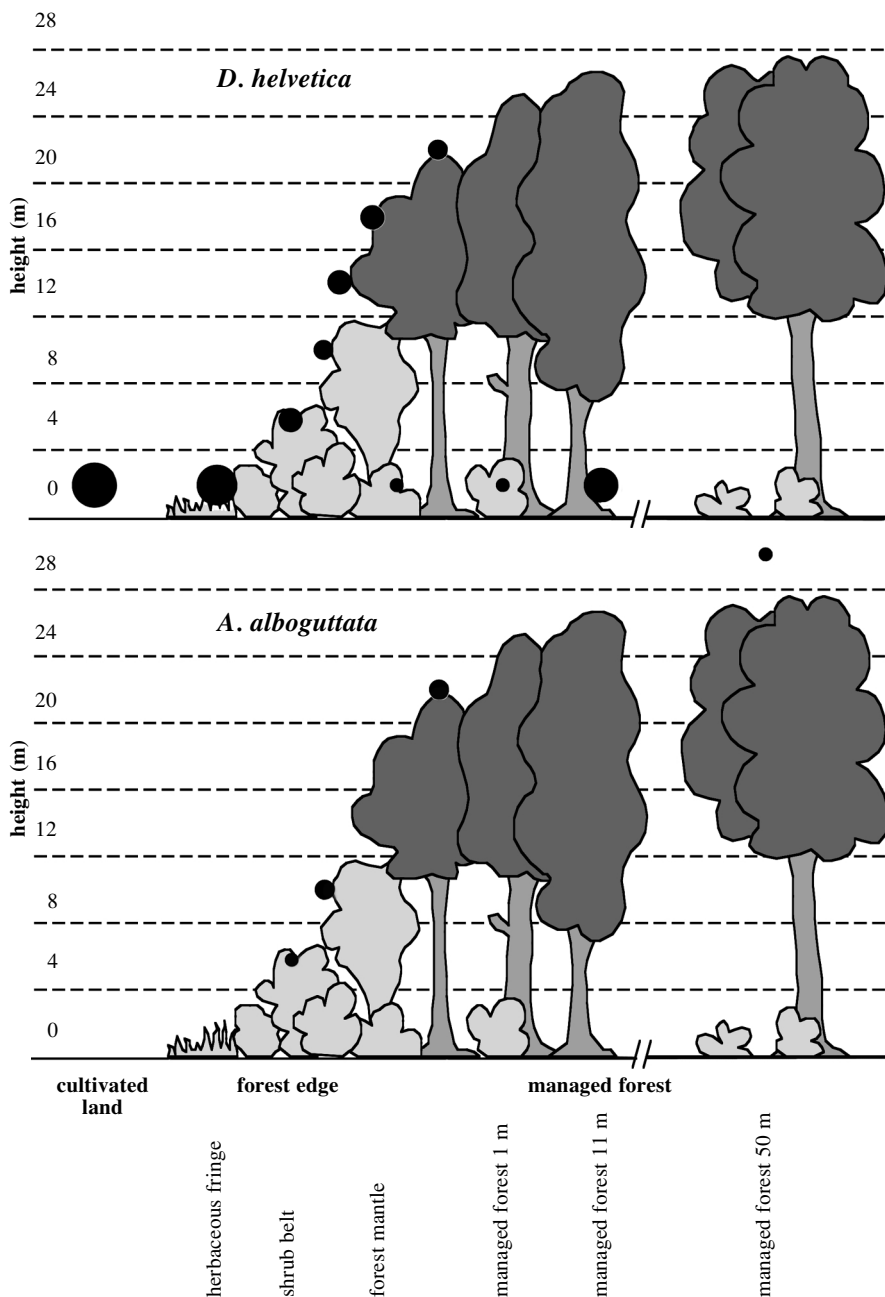 28
D. helvetica
24
20
16
12
8
4
0
height (m)
28
A. alboguttata
24
20
16
12
8
4
0
height (m)
cultivated
land
forest edge
managed forest
herbaceous fringe
shrub belt
forest mantle
managed forest 1 m
managed forest 11 m
managed forest 50 m